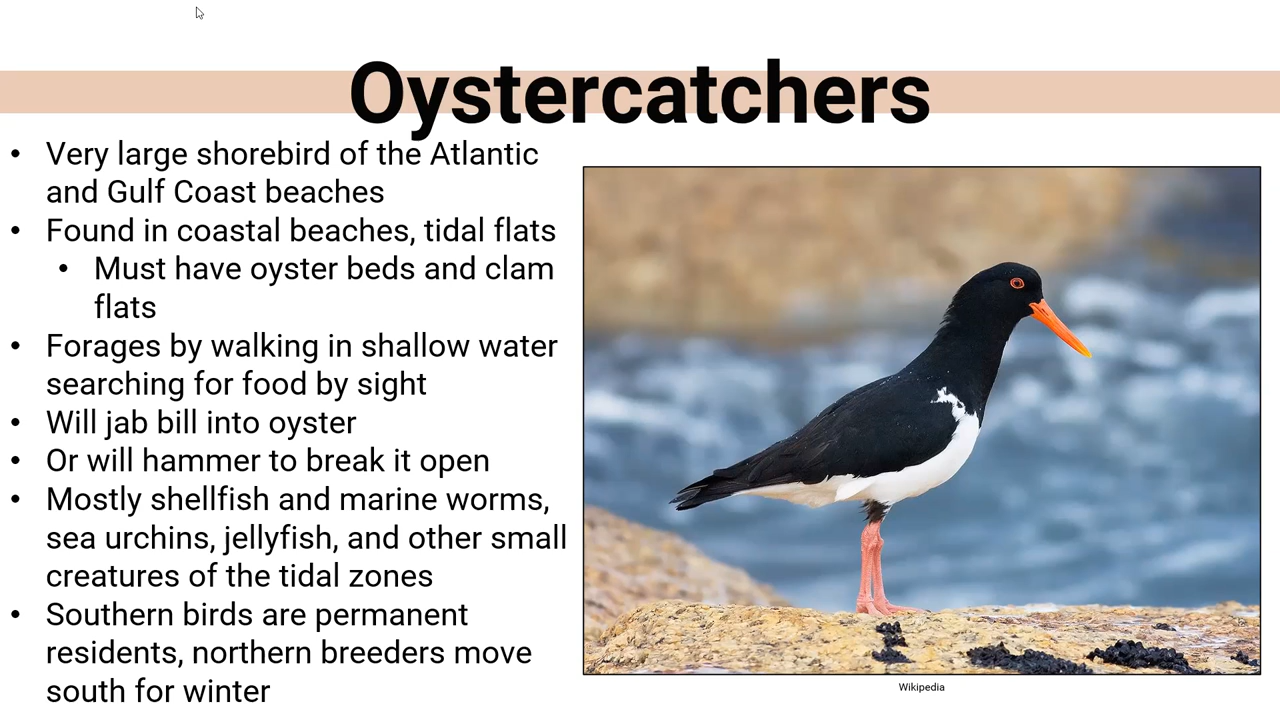 Oystercatchers
• Very large shorebird of the Atlantic
and Gulf Coast beaches
• Found in coastal beaches, tidal flats
• Must have oyster beds and clam
flats
• Forages by walking in shallow water
searching for food by sight
• Will jab bill into oyster
• Or will hammer to break it open
• Mostly shellfish and marine worms,
sea urchins, jellyfish, and other small
creatures of the tidal zones
• Southern birds are permanent
residents, northern breeders move
south for winter
Wikipedia